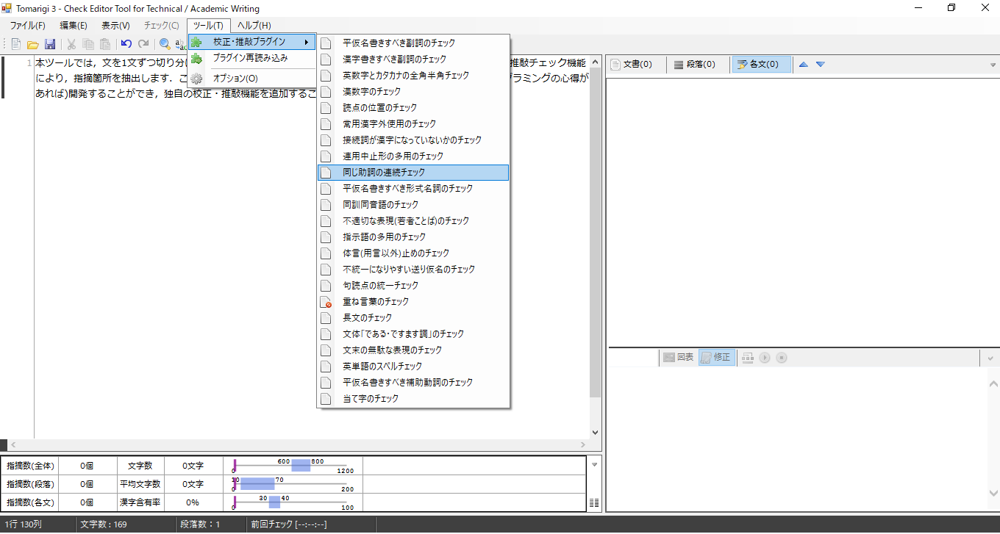 Tomarigi 3 - Check Editor Tool for Technical / Academic Writing
ファイル(F) 編集(E) 表示(V) チェック(C) ツール(T) ヘルプ(H)
校正・推敲プラグイン
プラグイン再読み込み
オプション(O)
平仮名書きすべき副詞のチェック
漢字書きすべき副詞のチェック
英数字とカタカナの全角半角チェック
漢数字のチェック
読点の位置のチェック
常用漢字外使用のチェック
接続詞が漢字になっていないかのチェック
連用中止形の多用のチェック
同じ助詞の連続チェック
平仮名書きすべき形式名詞のチェック
同訓同音語のチェック
不適切な表現(若者ことば)のチェック
指示語の多用のチェック
体言(用言以外)止めのチェック
不統一になりやすい送り仮名のチェック
句読点の統一チェック
重ね言葉のチェック
長文のチェック
文体「である・ですます調」のチェック
文末の無駄な表現のチェック
英単語のスペルチェック
平仮名書きすべき補助動詞のチェック
当て字のチェック
1 本ツールでは，文を1文ずつ切り分 推敲チェック機能
により，指摘箇所を抽出します．こ グラミングの心得が
あれば)開発することができ，独自の校正・推敲機能を追加するこ
文書(0) 段落(0) 各文(0)
図表 修正
指摘数(全体) 0個 文字数 0文字 0 600 800 1200
指摘数(段落) 0個 平均文字数 0文字 0 10 70 200
指摘数(各文) 0個 漢字含有率 0% 0 30 40 100
1行 130列 文字数 : 169 段落数 : 1 前回チェック [--:--:--]